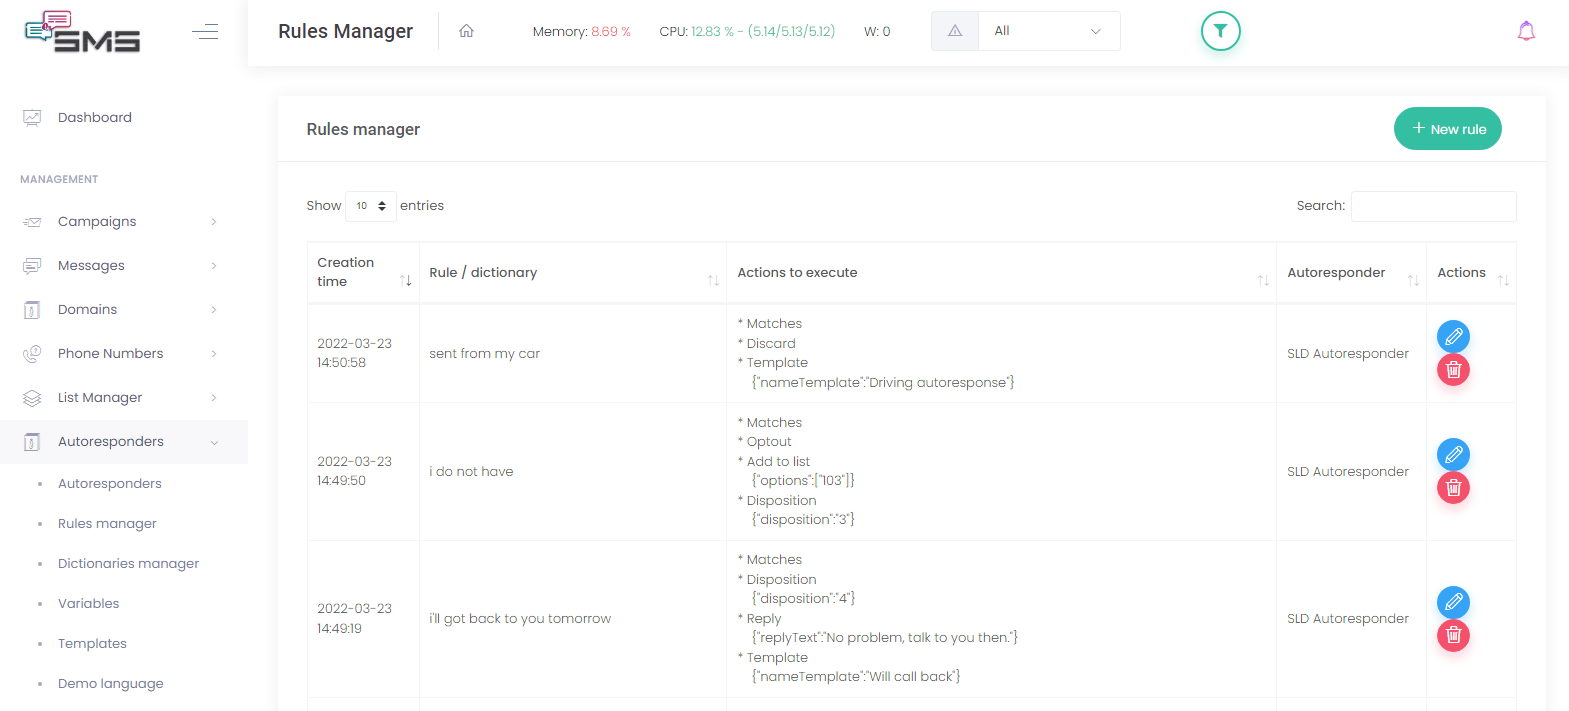 SMS
Rules Manager
Memory: 8.69 %
CPU: 12.83 % - (5.14/5.13/5.12)
W: 0
All
Dashboard
MANAGEMENT
Campaigns
Messages
Domains
Phone Numbers
List Manager
Autoresponders
Autoresponders
Rules manager
Dictionaries manager
Variables
Templates
Demo language
Rules manager
+ New rule
Show 10 entries
Search:
Creation time
Rule / dictionary
Actions to execute
Autoresponder
Actions
2022-03-23
14:50:58
sent from my car
* Matches
* Discard
* Template
{"nameTemplate":"Driving autoresponse"}
SLD Autoresponder
2022-03-23
14:49:50
i do not have
* Matches
* Optout
* Add to list
{"options":["103"]}
* Disposition
{"disposition":"3"}
SLD Autoresponder
2022-03-23
14:49:19
i'll got back to you tomorrow
* Matches
* Disposition
{"disposition":"4"}
* Reply
{"replyText":"No problem, talk to you then."}
* Template
{"nameTemplate":"Will call back"}
SLD Autoresponder